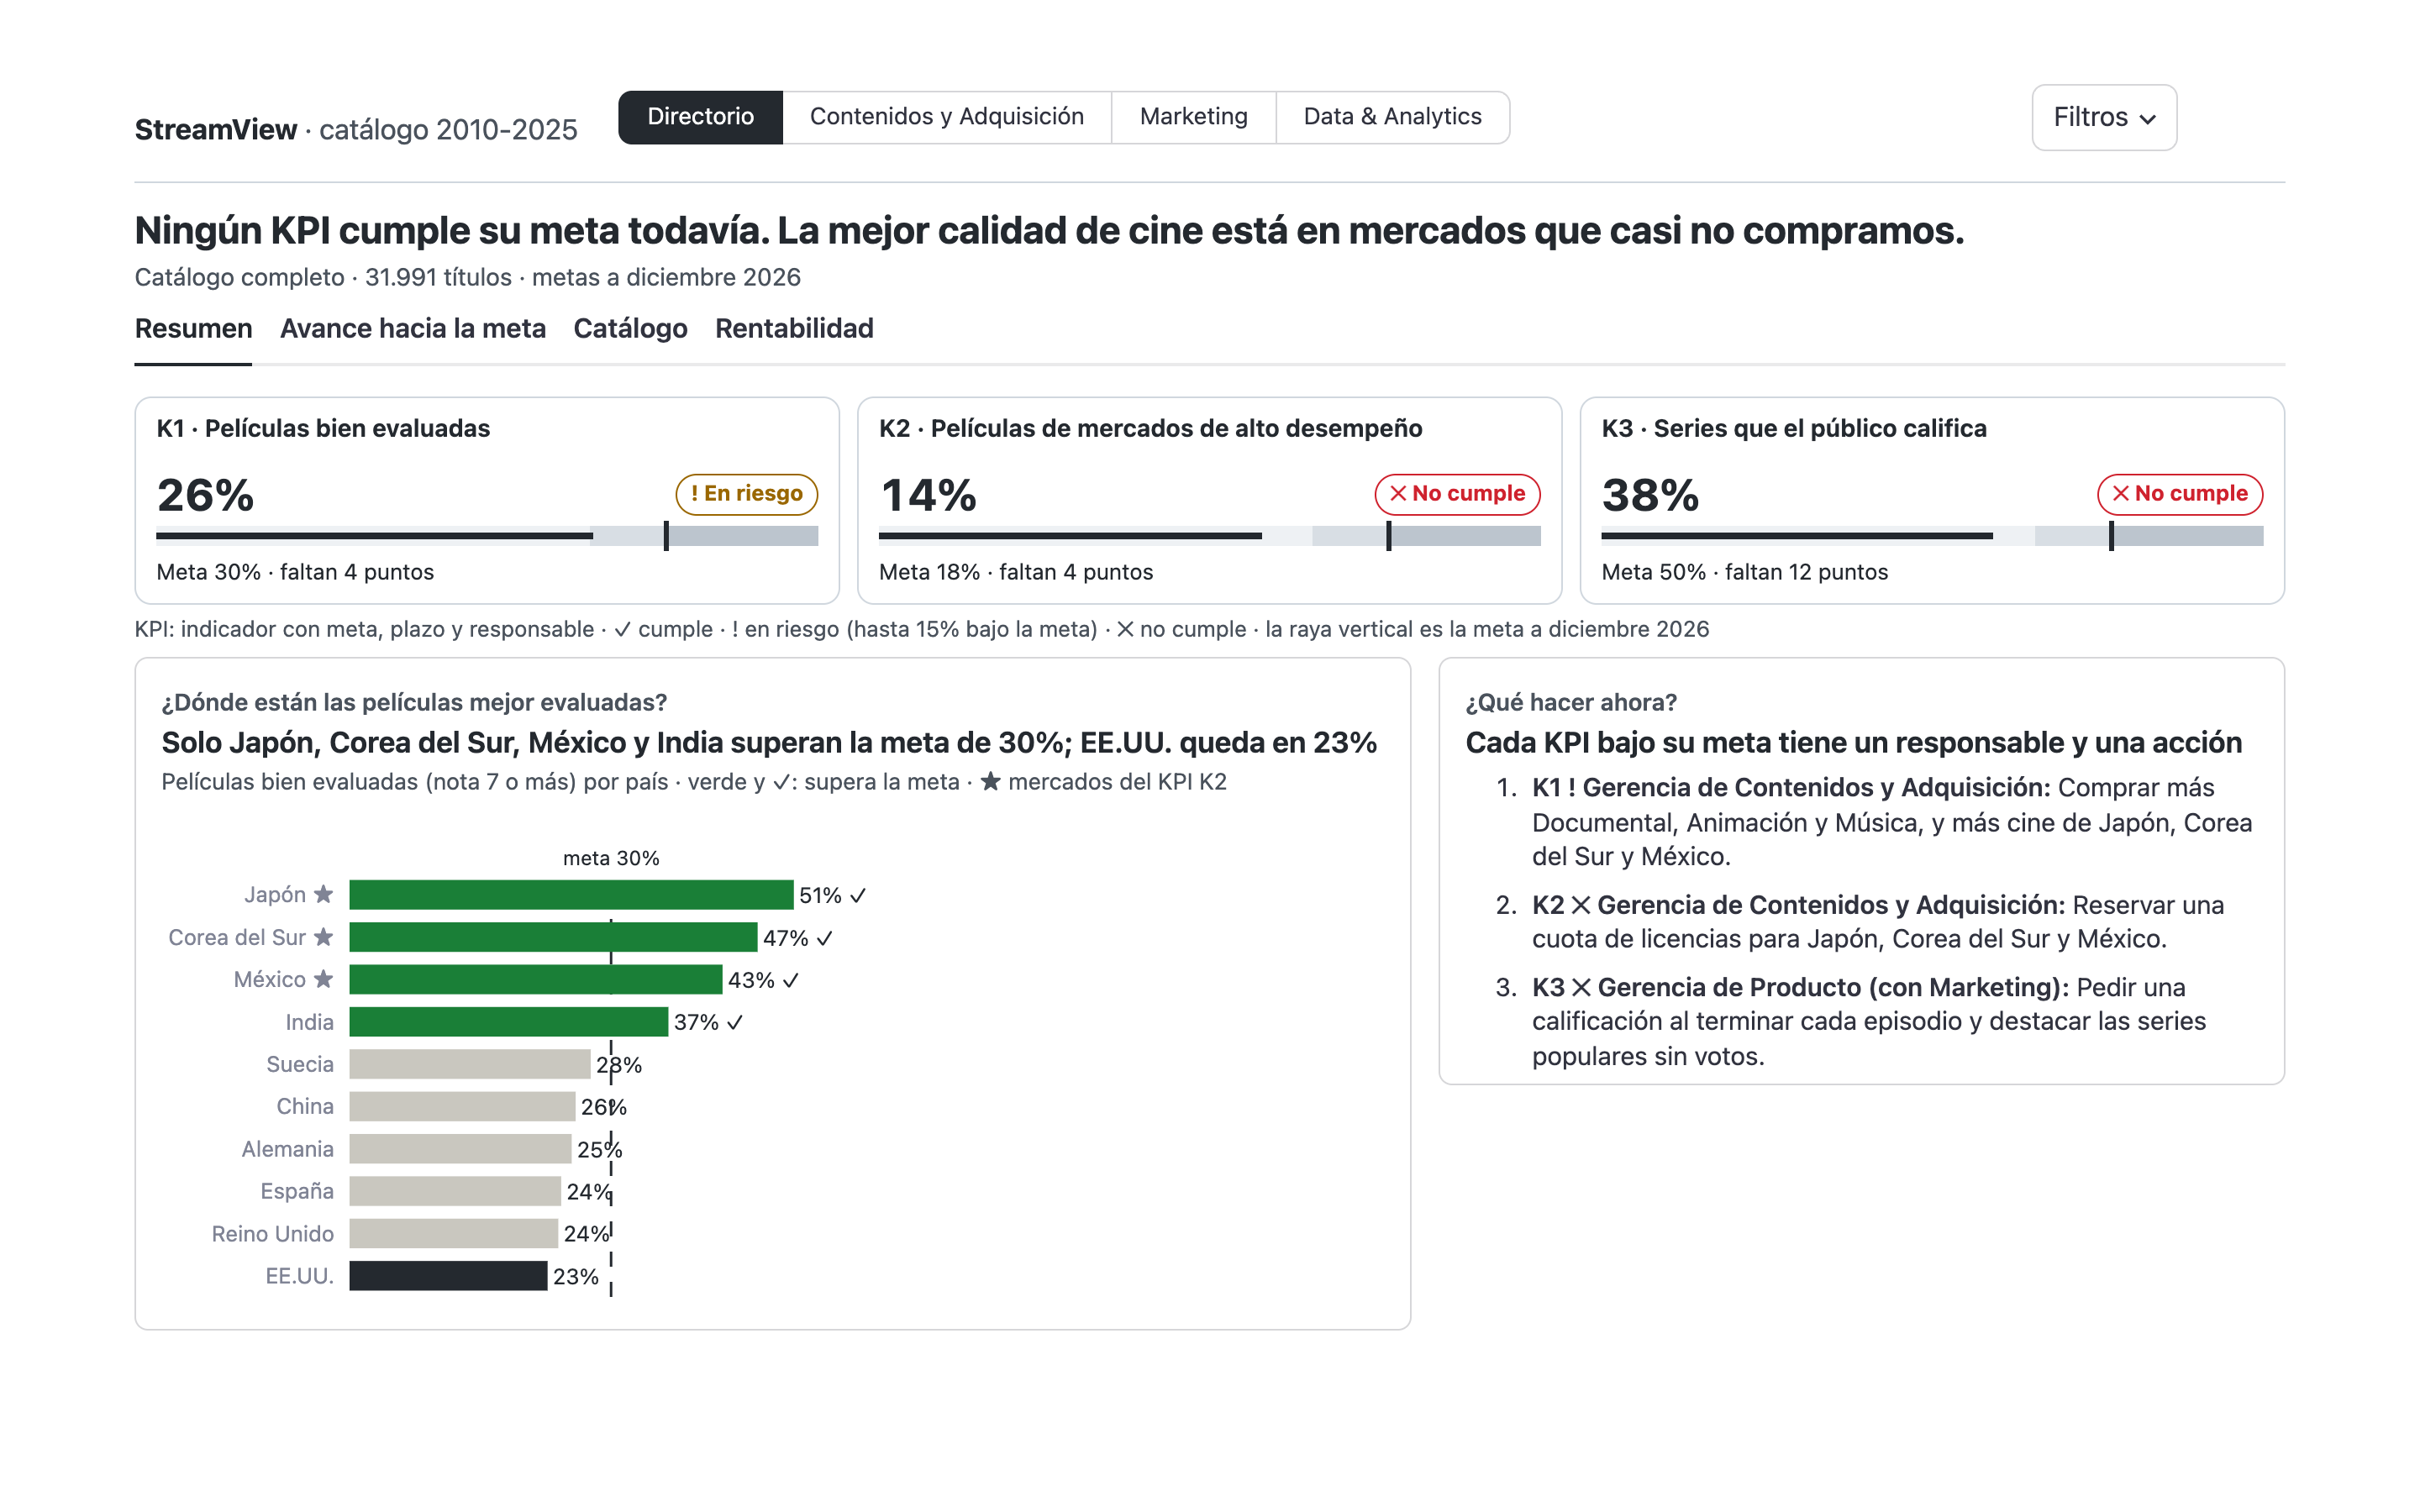 StreamView · catálogo 2010-2025
Directorio
Contenidos y Adquisición
Marketing
Data & Analytics
Filtros
Ningún KPI cumple su meta todavía. La mejor calidad de cine está en mercados que casi no compramos.
Catálogo completo · 31.991 títulos · metas a diciembre 2026
Resumen
Avance hacia la meta
Catálogo
Rentabilidad
K1 · Películas bien evaluadas
26%
! En riesgo
Meta 30% · faltan 4 puntos
K2 · Películas de mercados de alto desempeño
14%
✕ No cumple
Meta 18% · faltan 4 puntos
K3 · Series que el público califica
38%
✕ No cumple
Meta 50% · faltan 12 puntos
KPI: indicador con meta, plazo y responsable · ✓ cumple · ! en riesgo (hasta 15% bajo la meta) · ✕ no cumple · la raya vertical es la meta a diciembre 2026
¿Dónde están las películas mejor evaluadas?
Solo Japón, Corea del Sur, México y India superan la meta de 30%; EE.UU. queda en 23%
Películas bien evaluadas (nota 7 o más) por país · verde y ✓: supera la meta · ★ mercados del KPI K2
meta 30%
Japón ★ 51% ✓
Corea del Sur ★ 47% ✓
México ★ 43% ✓
India 37% ✓
Suecia 28%
China 26%
Alemania 25%
España 24%
Reino Unido 24%
EE.UU. 23%
¿Qué hacer ahora?
Cada KPI bajo su meta tiene un responsable y una acción
1. K1 ! Gerencia de Contenidos y Adquisición: Comprar más
Documental, Animación y Música, y más cine de Japón, Corea
del Sur y México.
2. K2 ✕ Gerencia de Contenidos y Adquisición: Reservar una
cuota de licencias para Japón, Corea del Sur y México.
3. K3 ✕ Gerencia de Producto (con Marketing): Pedir una
calificación al terminar cada episodio y destacar las series
populares sin votos.